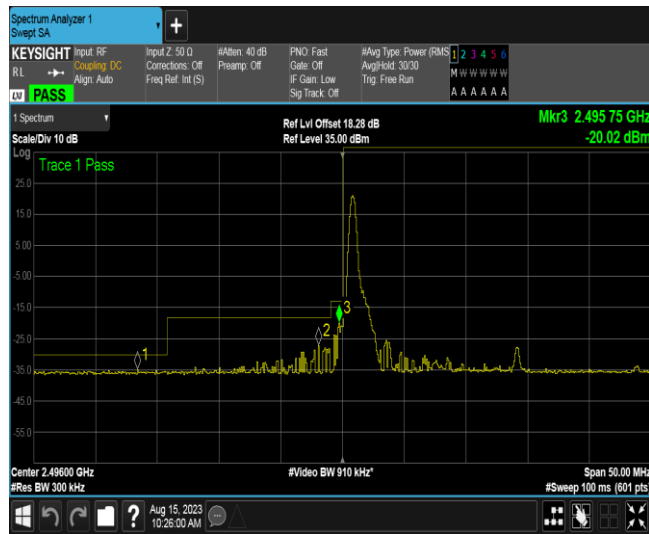 Spectrum Analyzer 1
Swept SA
+
KEYSIGHT
RL
LXI PASS
Input: RF
Coupling: DC
Align: Auto
Input Z: 50 Ω
Corrections: Off
Freq Ref: Int (S)
#Atten: 40 dB
Preamp: Off
PNO: Fast
Gate: Off
IF Gain: Low
Sig Track: Off
#Avg Type: Power (RMS
Avg|Hold: 30/30
Trig: Free Run
1 2 3 4 5 6
M W W W W W
A A A A A A
1 Spectrum
Scale/Div 10 dB
Ref Lvl Offset 18.28 dB
Ref Level 35.00 dBm
Mkr3 2.495 75 GHz
-20.02 dBm
Log
Trace 1 Pass
25.0
15.0
5.00
-5.00
-15.0
-25.0
-35.0
-45.0
-55.0
1
2
3
Center 2.49600 GHz
#Res BW 300 kHz
#Video BW 910 kHz*
Span 50.00 MHz
#Sweep 100 ms (601 pts
?
Aug 15, 2023
10:26:00 AM